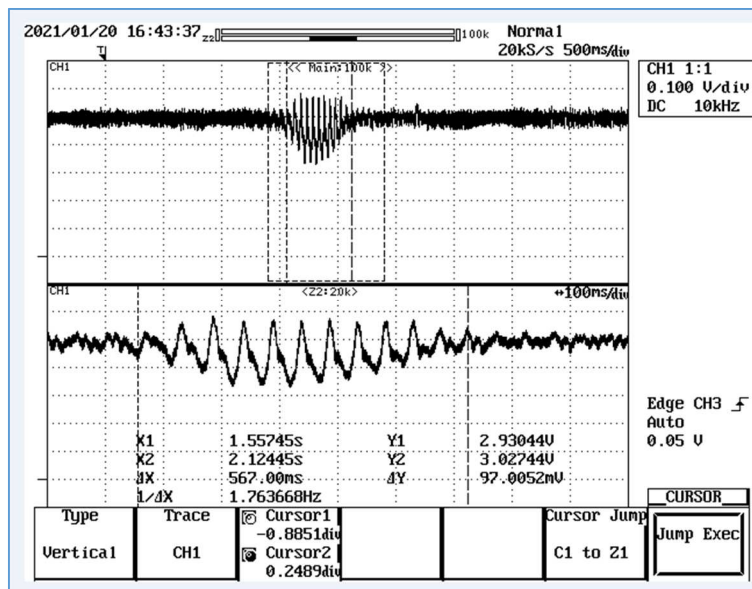 2021/01/20 16:43:37
Z2
100k
Normal
20kS/s 500ms/div
CH1
<< Main:100k >>
CH1 1:1
0.100 V/div
DC 10kHz
CH1
<Z2:20k>
↔100ms/div
X1 1.55745s Y1 2.93044V
X2 2.12445s Y2 3.02744V
ΔX 567.00ms ΔY 97.0052mV
1/ΔX 1.763668Hz
Edge CH3
Auto
0.05 V
CURSOR
Type
Vertical
Trace
CH1
Cursor1
-0.8851div
Cursor2
0.2489div
Cursor Jump
C1 to Z1
Jump Exec